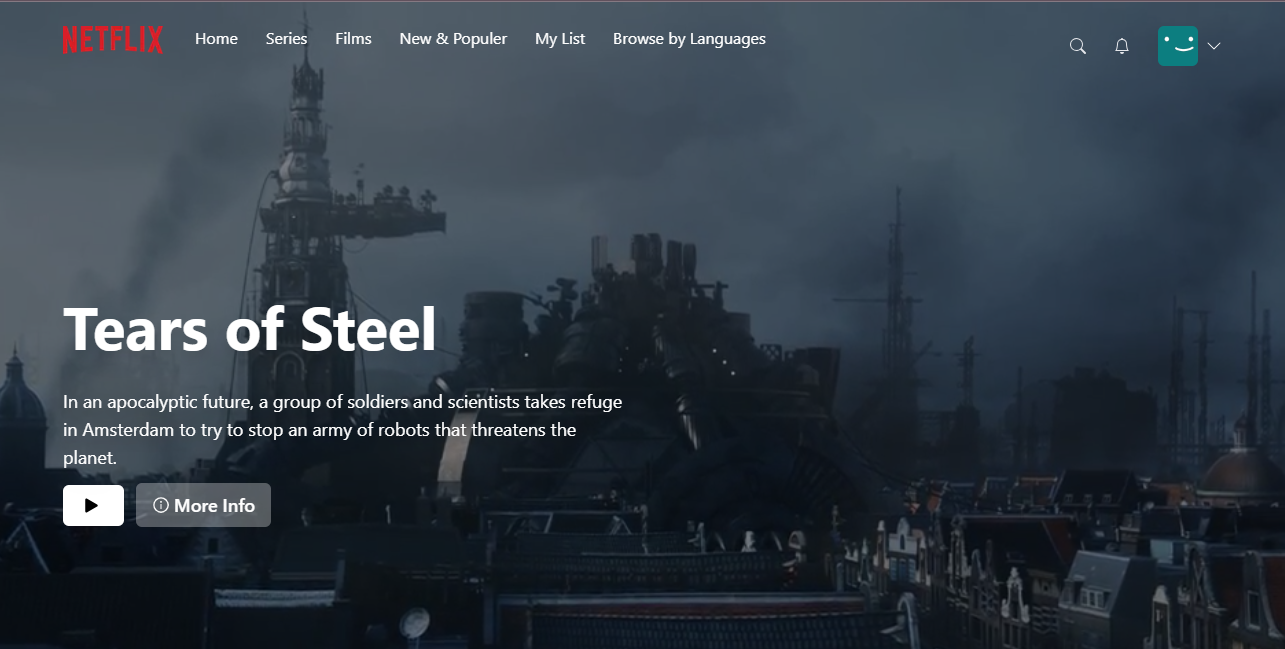 NETFLIX Home Series Films New & Populer My List Browse by Languages
Tears of Steel
In an apocalyptic future, a group of soldiers and scientists takes refuge
in Amsterdam to try to stop an army of robots that threatens the
planet.
More Info